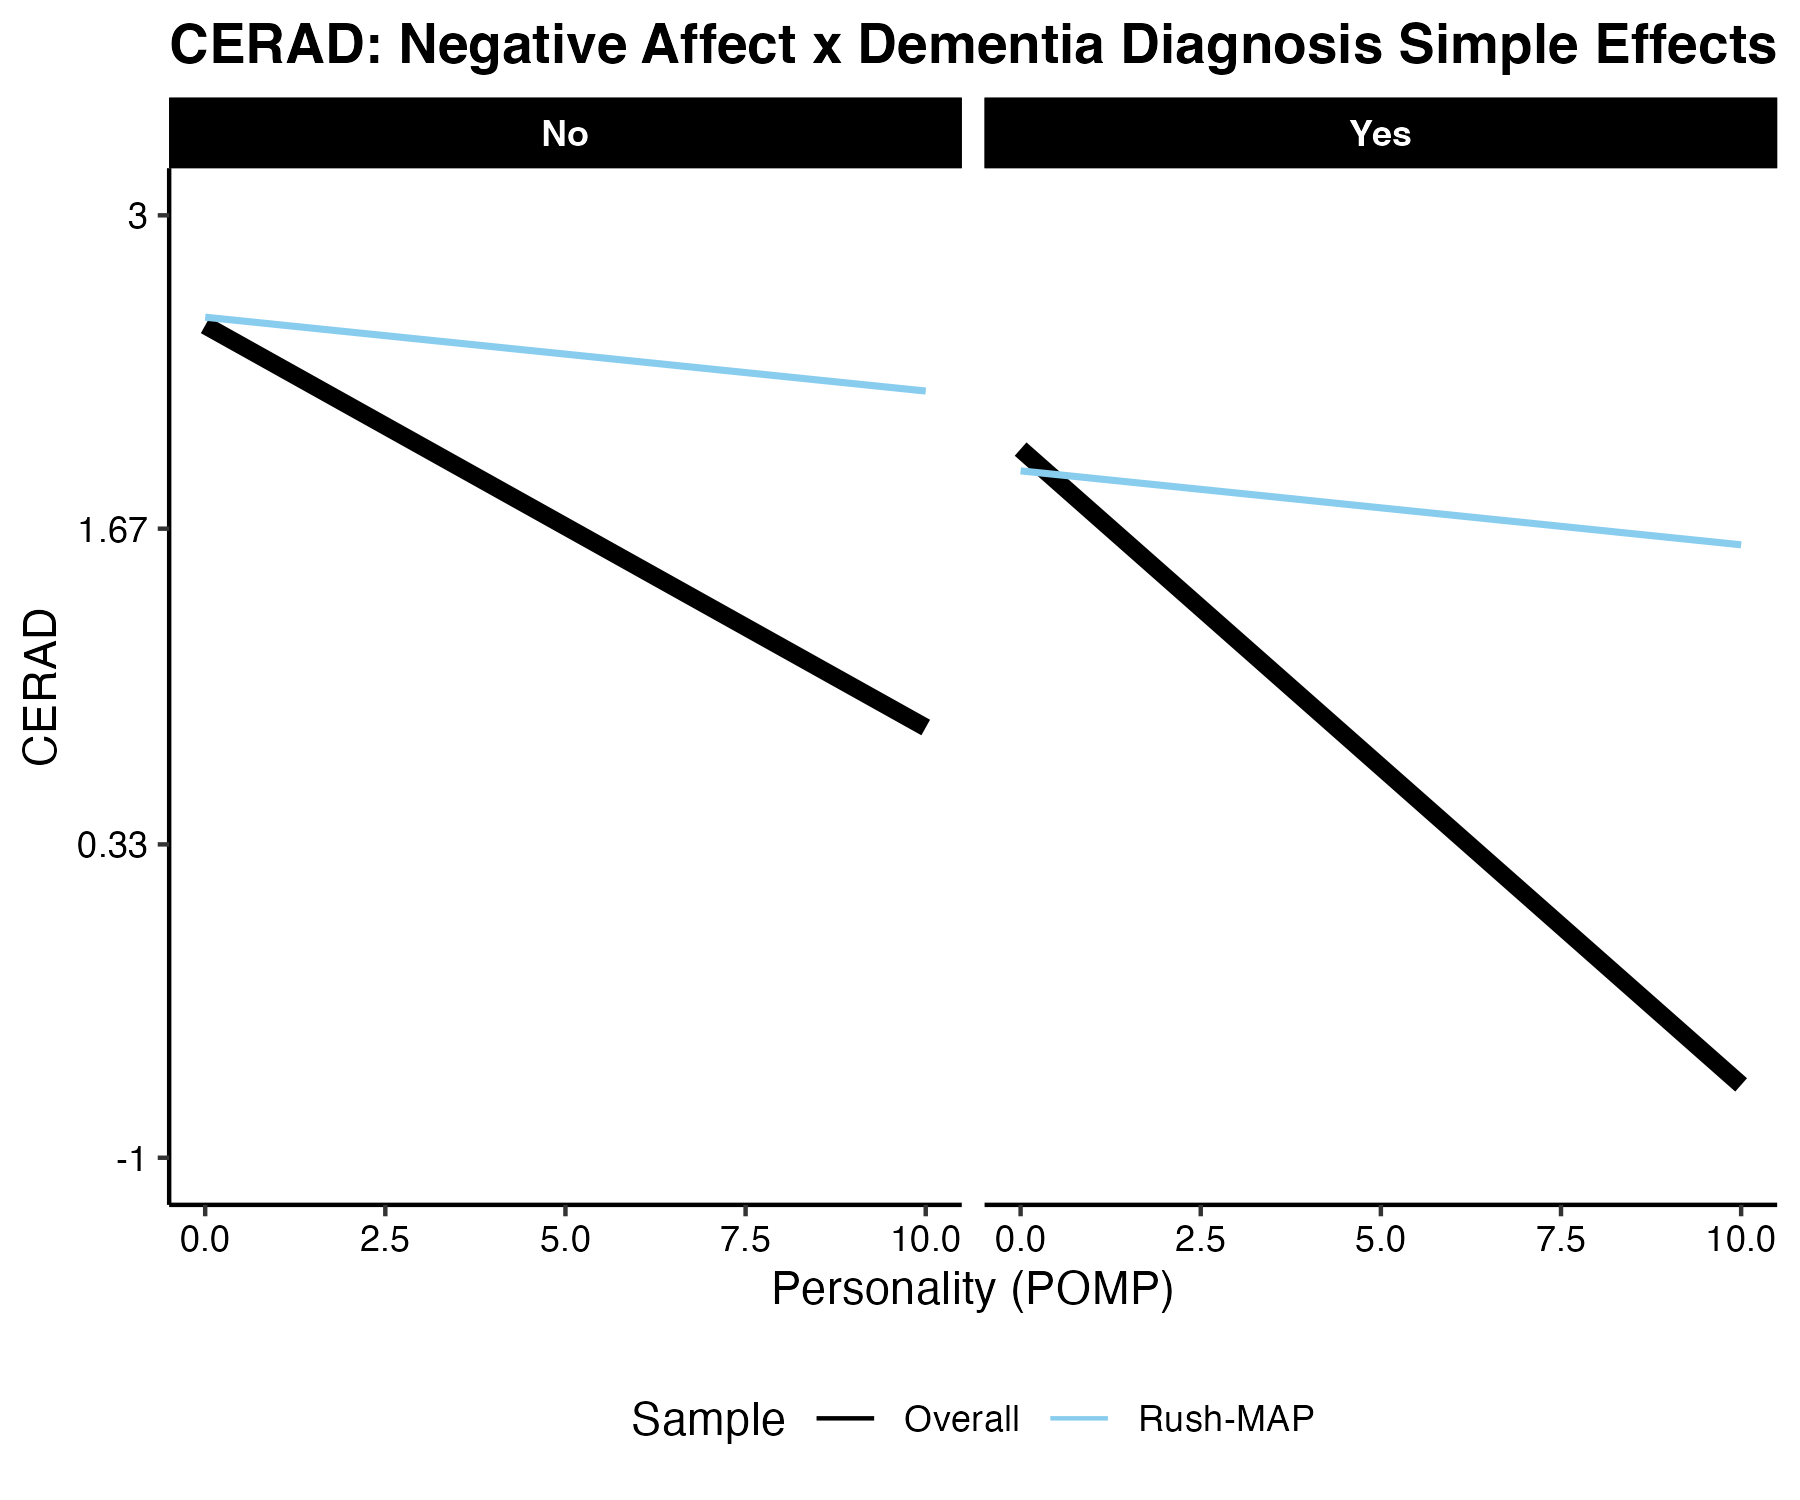 CERAD: Negative Affect x Dementia Diagnosis Simple Effects
No Yes
3
1.67
0.33
-1
CERAD
0.0 2.5 5.0 7.5 10.0 0.0 2.5 5.0 7.5 10.0
Personality (POMP)
Sample Overall Rush-MAP